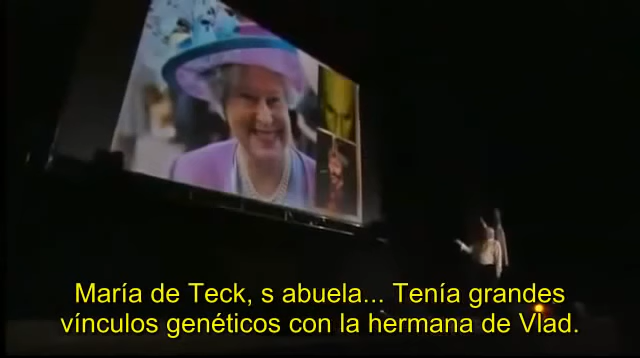 María de Teck, s abuela... Tenía grandes
vínculos genéticos con la hermana de Vlad.